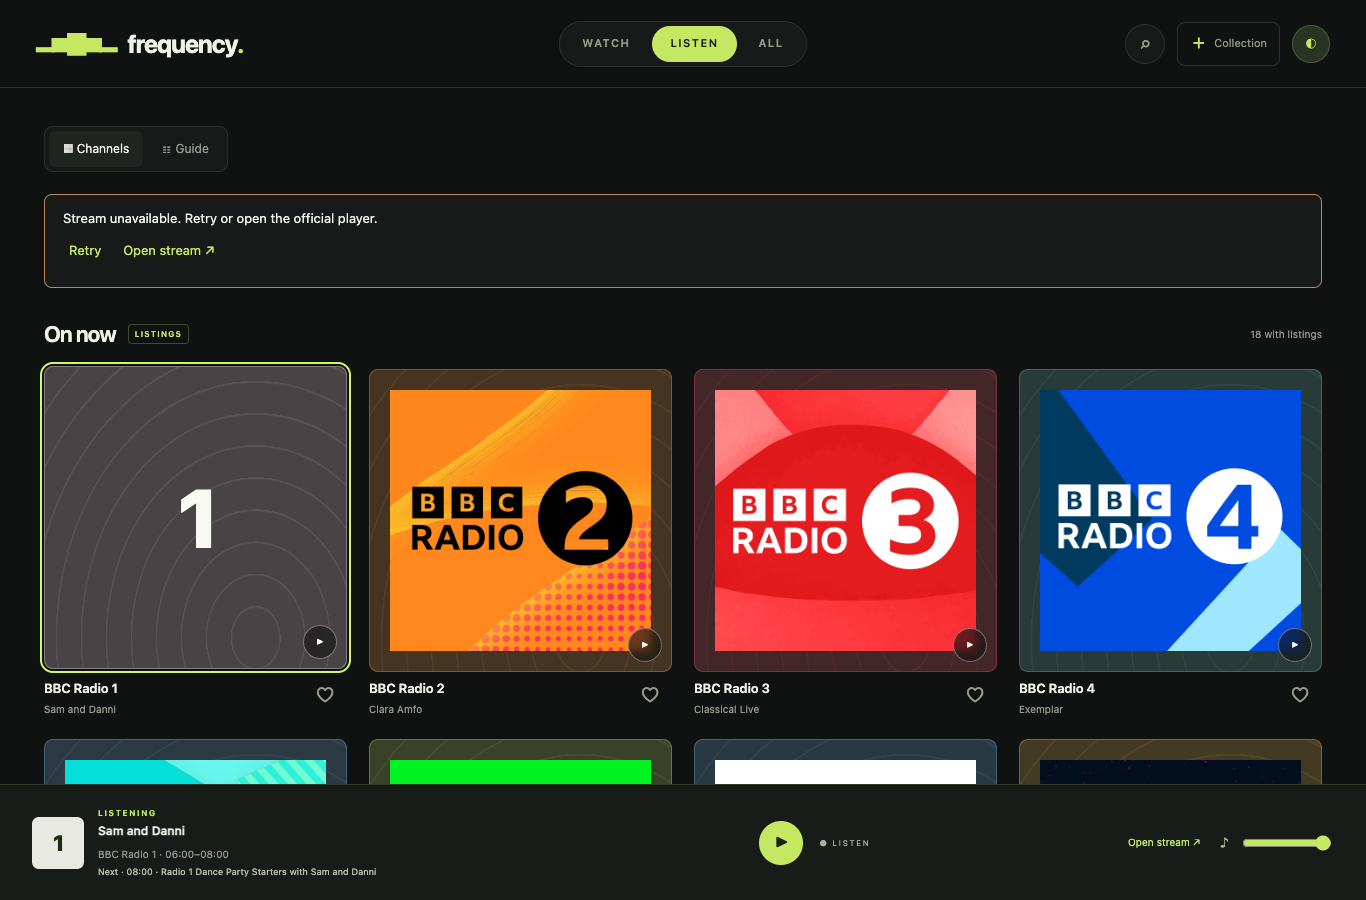 frequency.
WATCH
LISTEN
ALL
Collection
Channels
Guide
Stream unavailable. Retry or open the official player.
Retry
Open stream ↗
On now
LISTINGS
18 with listings
1
BBC RADIO 2
BBC RADIO 3
BBC RADIO 4
BBC Radio 1
Sam and Danni
BBC Radio 2
Clara Amfo
BBC Radio 3
Classical Live
BBC Radio 4
Exemplar
1
LISTENING
Sam and Danni
BBC Radio 1 · 06:00–08:00
Next · 08:00 · Radio 1 Dance Party Starters with Sam and Danni
LISTEN
Open stream ↗